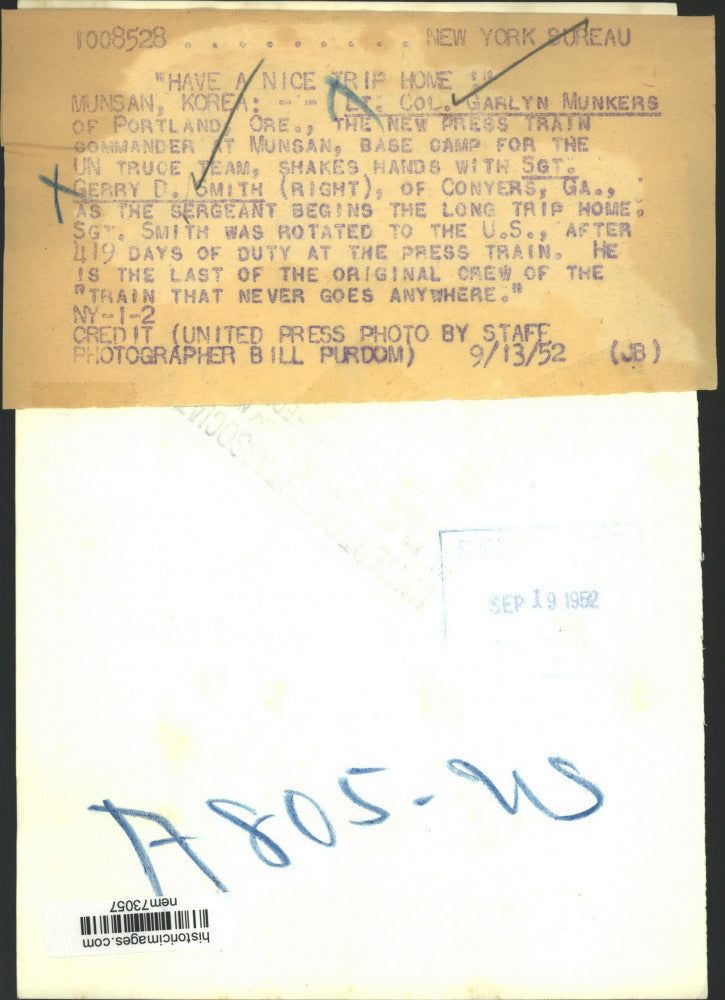 1008528 . . . . . . . . . . NEW YORK BUREAU
"HAVE A NICE TRIP HOME !"
MUNSAN, KOREA: - - LT. COL. GARLYN MUNKERS
OF PORTLAND, ORE., THE NEW PRESS TRAIN
COMMANDER AT MUNSAN, BASE CAMP FOR THE
UN TRUCE TEAM, SHAKES HANDS WITH SGT.
GERRY D. SMITH (RIGHT), OF CONYERS, GA.,
AS THE SERGEANT BEGINS THE LONG TRIP HOME.
SGT. SMITH WAS ROTATED TO THE U.S., AFTER
419 DAYS OF DUTY AT THE PRESS TRAIN. HE
IS THE LAST OF THE ORIGINAL CREW OF THE
"TRAIN THAT NEVER GOES ANYWHERE."
NY-1-2
CREDIT (UNITED PRESS PHOTO BY STAFF
PHOTOGRAPHER BILL PURDOM) 9/13/52 (JB)
SEP 19 1952
A805-
historicimages.com
nem73057